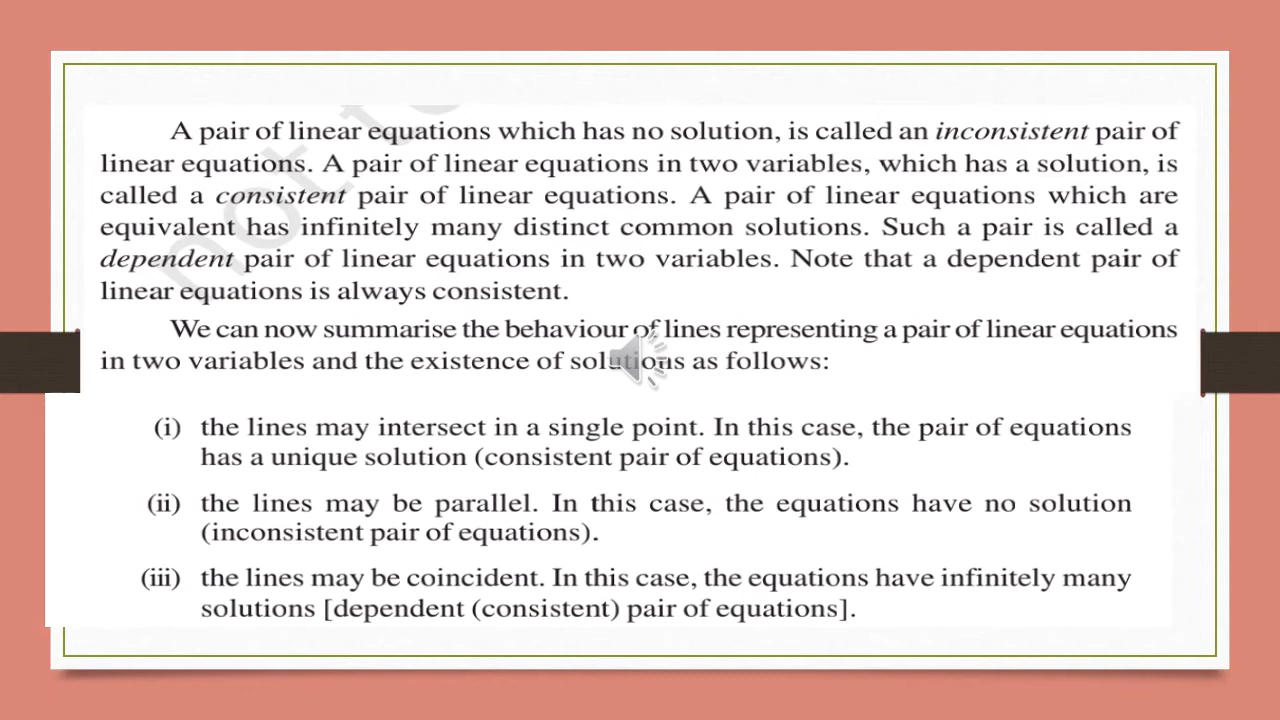 A pair of linear equations which has no solution, is called an inconsistent pair of
linear equations. A pair of linear equations in two variables, which has a solution, is
called a consistent pair of linear equations. A pair of linear equations which are
equivalent has infinitely many distinct common solutions. Such a pair is called a
dependent pair of linear equations in two variables. Note that a dependent pair of
linear equations is always consistent.
We can now summarise the behaviour of lines representing a pair of linear equations
in two variables and the existence of solutions as follows:
(i) the lines may intersect in a single point. In this case, the pair of equations
has a unique solution (consistent pair of equations).
(ii) the lines may be parallel. In this case, the equations have no solution
(inconsistent pair of equations).
(iii) the lines may be coincident. In this case, the equations have infinitely many
solutions [dependent (consistent) pair of equations].
not